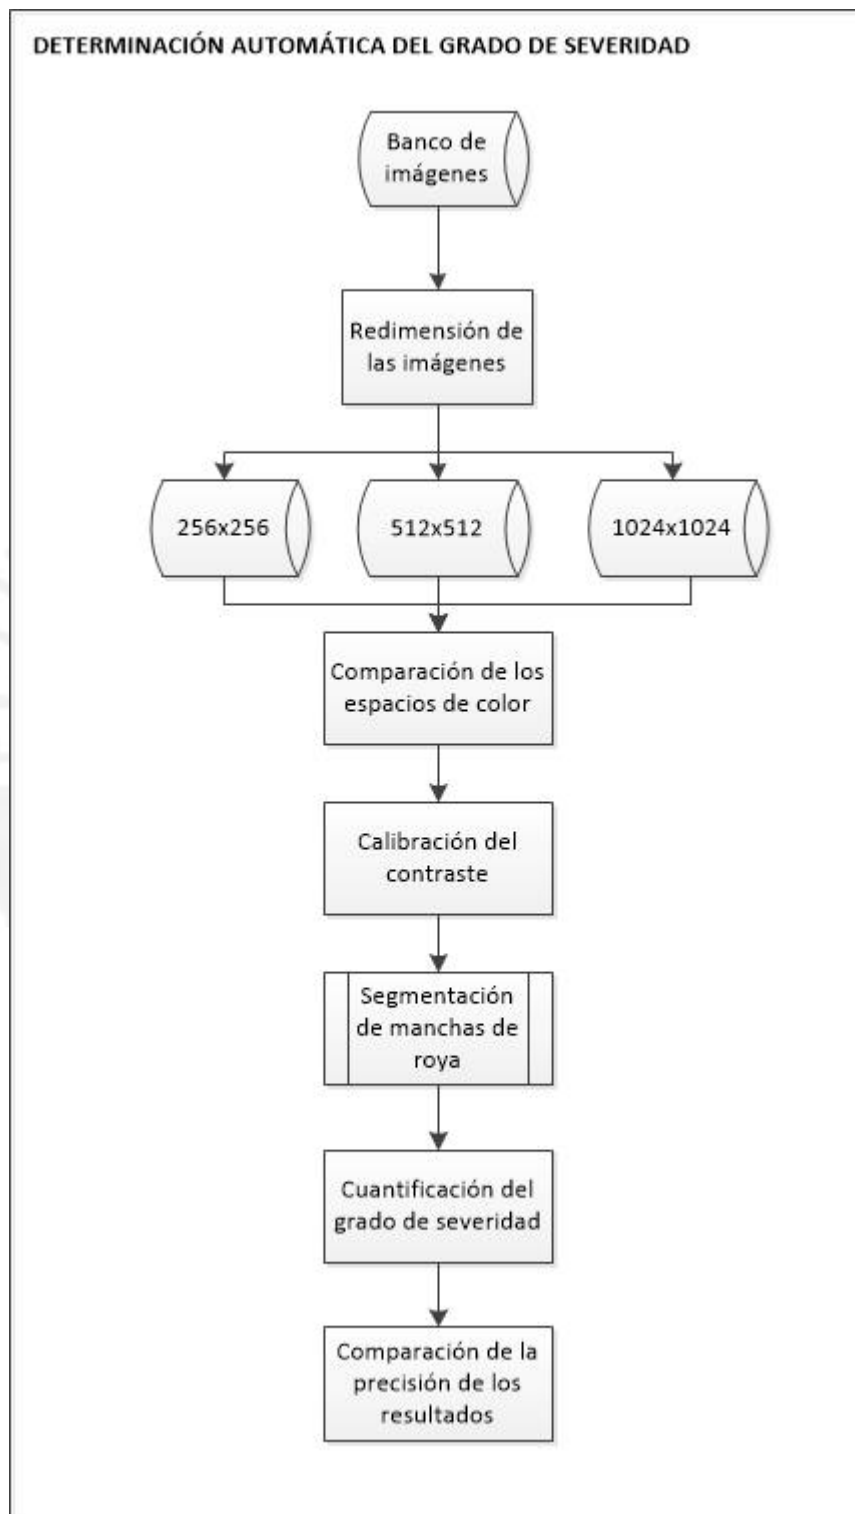 DETERMINACIÓN AUTOMÁTICA DEL GRADO DE SEVERIDAD
Banco de
imágenes
Redimensión de
las imágenes
256x256
512x512
1024x1024
Comparación de los
espacios de color
Calibración del
contraste
Segmentación
de manchas de
roya
Cuantificación del
grado de severidad
Comparación de la
precisión de los
resultados